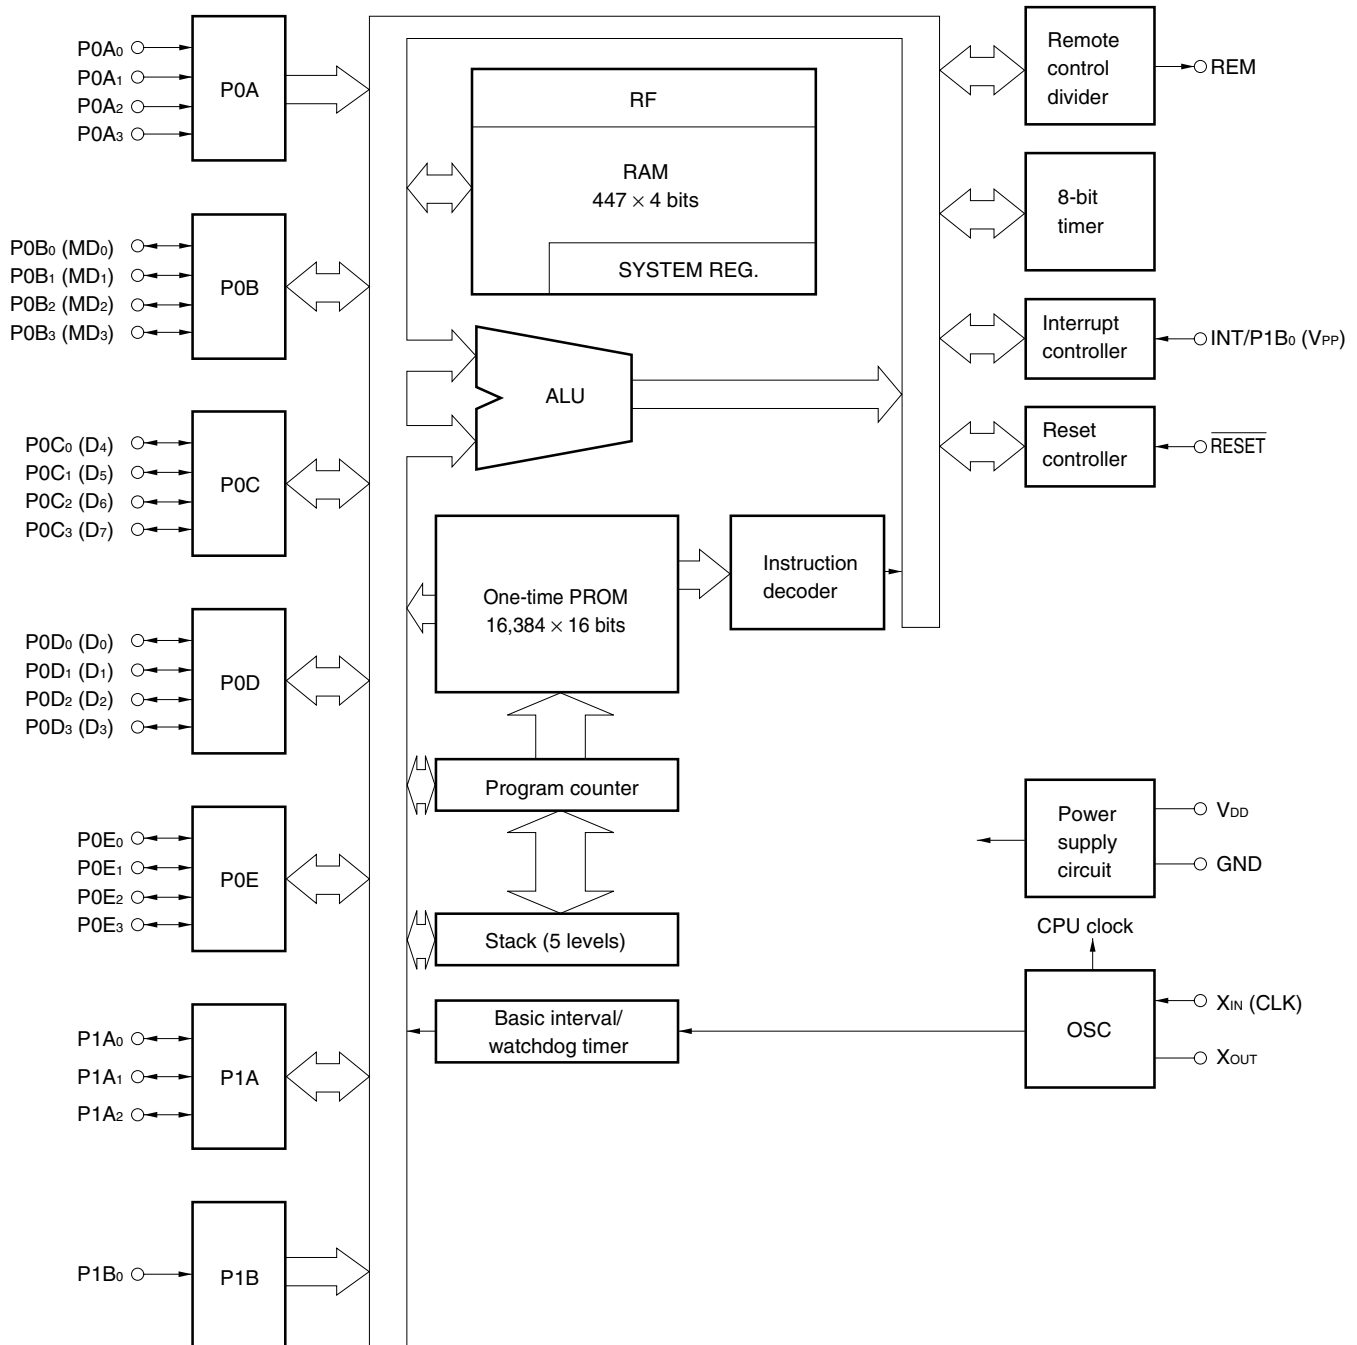 P0A₀
P0A₁
P0A₂
P0A₃
P0A
P0B₀ (MD₀)
P0B₁ (MD₁)
P0B₂ (MD₂)
P0B₃ (MD₃)
P0B
P0C₀ (D₄)
P0C₁ (D₅)
P0C₂ (D₆)
P0C₃ (D₇)
P0C
P0D₀ (D₀)
P0D₁ (D₁)
P0D₂ (D₂)
P0D₃ (D₃)
P0D
P0E₀
P0E₁
P0E₂
P0E₃
P0E
P1A₀
P1A₁
P1A₂
P1A
P1B₀
P1B
RF
RAM
447 × 4 bits
SYSTEM REG.
ALU
One-time PROM
16,384 × 16 bits
Instruction
decoder
Program counter
Stack (5 levels)
Basic interval/
watchdog timer
Remote
control
divider
REM
8-bit
timer
Interrupt
controller
INT/P1B₀ (VPP)
Reset
controller
RESET
Power
supply
circuit
VDD
GND
CPU clock
OSC
XIN (CLK)
XOUT